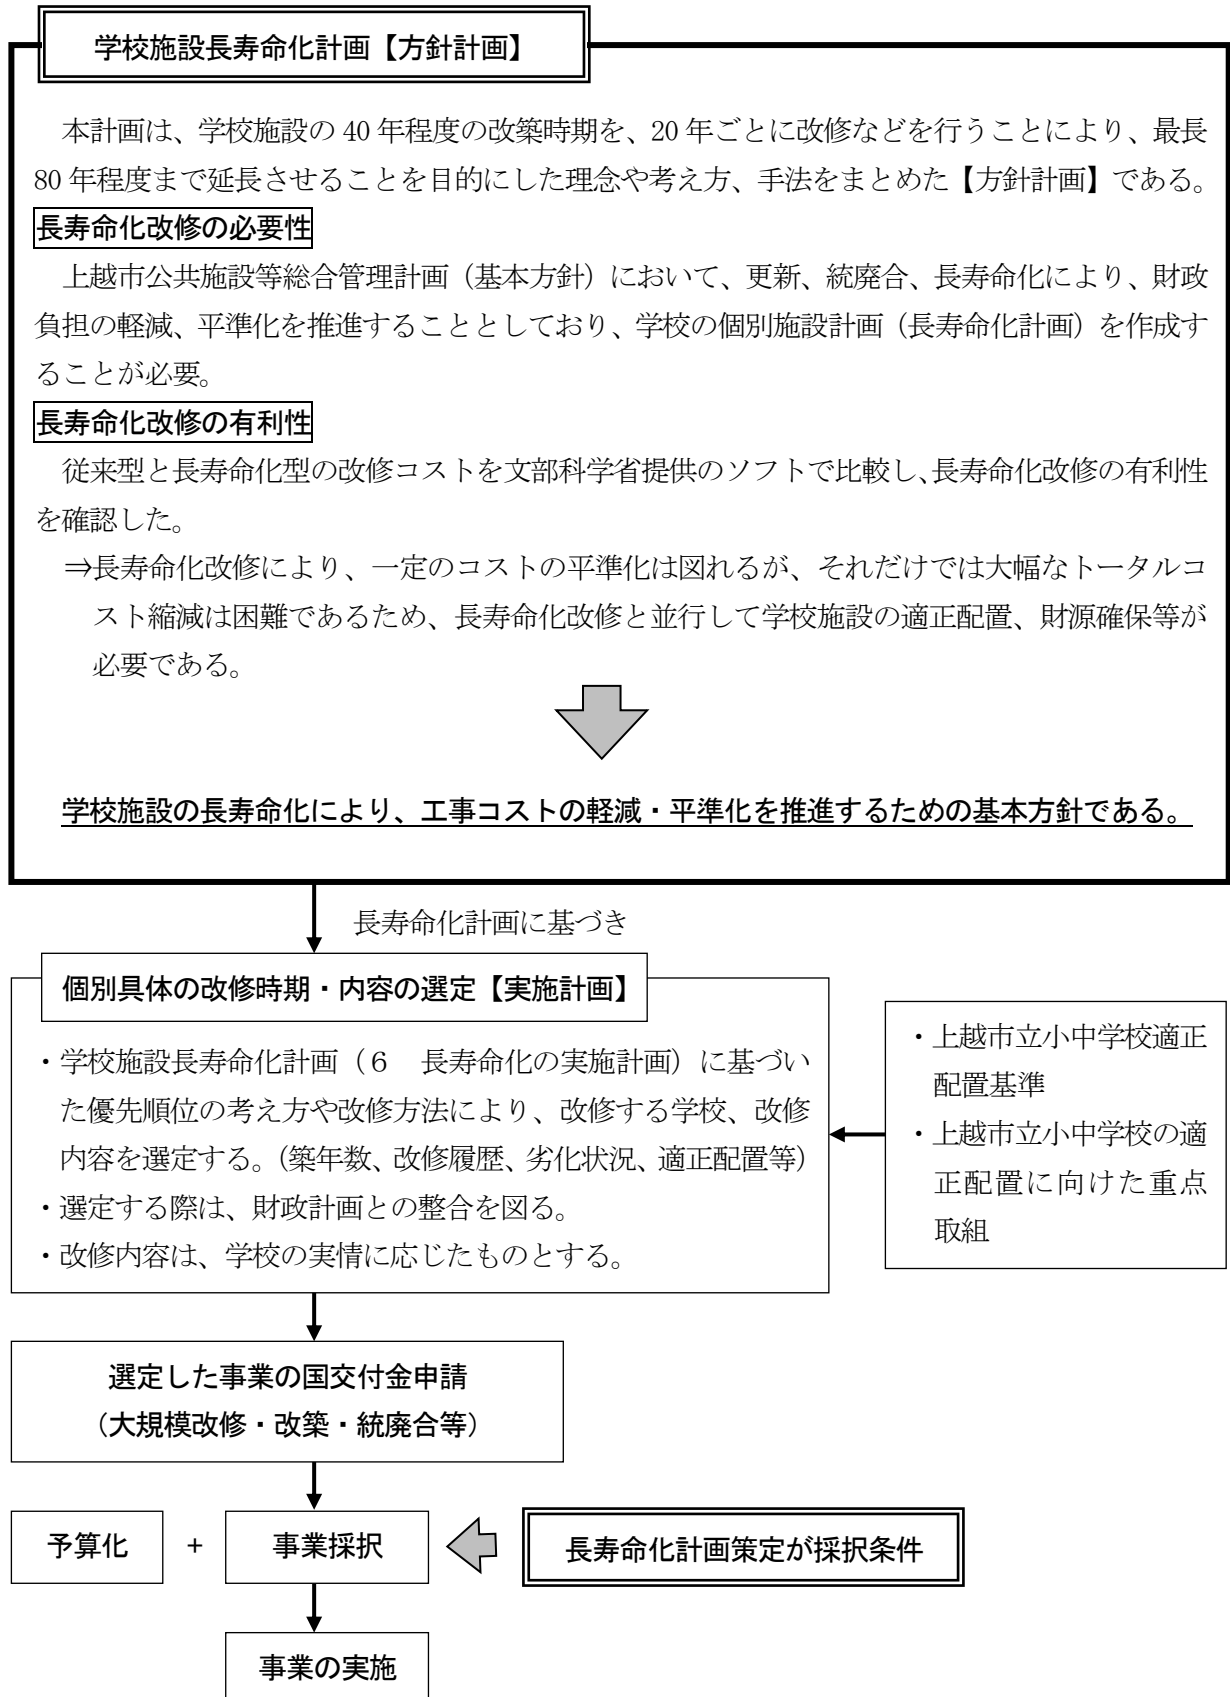 学校施設長寿命化計画【方針計画】
本計画は、学校施設の 40 年程度の改築時期を、20 年ごとに改修などを行うことにより、最長
80 年程度まで延長させることを目的にした理念や考え方、手法をまとめた【方針計画】である。
長寿命化改修の必要性
上越市公共施設等総合管理計画（基本方針）において、更新、統廃合、長寿命化により、財政
負担の軽減、平準化を推進することとしており、学校の個別施設計画（長寿命化計画）を作成す
ることが必要。
長寿命化改修の有利性
従来型と長寿命化型の改修コストを文部科学省提供のソフトで比較し、長寿命化改修の有利性
を確認した。
⇒長寿命化改修により、一定のコストの平準化は図れるが、それだけでは大幅なトータルコ
スト縮減は困難であるため、長寿命化改修と並行して学校施設の適正配置、財源確保等が
必要である。
学校施設の長寿命化により、工事コストの軽減・平準化を推進するための基本方針である。
長寿命化計画に基づき
個別具体の改修時期・内容の選定【実施計画】
・学校施設長寿命化計画（６　長寿命化の実施計画）に基づい
た優先順位の考え方や改修方法により、改修する学校、改修
内容を選定する。（築年数、改修履歴、劣化状況、適正配置等）
・選定する際は、財政計画との整合を図る。
・改修内容は、学校の実情に応じたものとする。
・上越市立小中学校適正
配置基準
・上越市立小中学校の適
正配置に向けた重点
取組
選定した事業の国交付金申請
（大規模改修・改築・統廃合等）
予算化 + 事業採択 長寿命化計画策定が採択条件
事業の実施